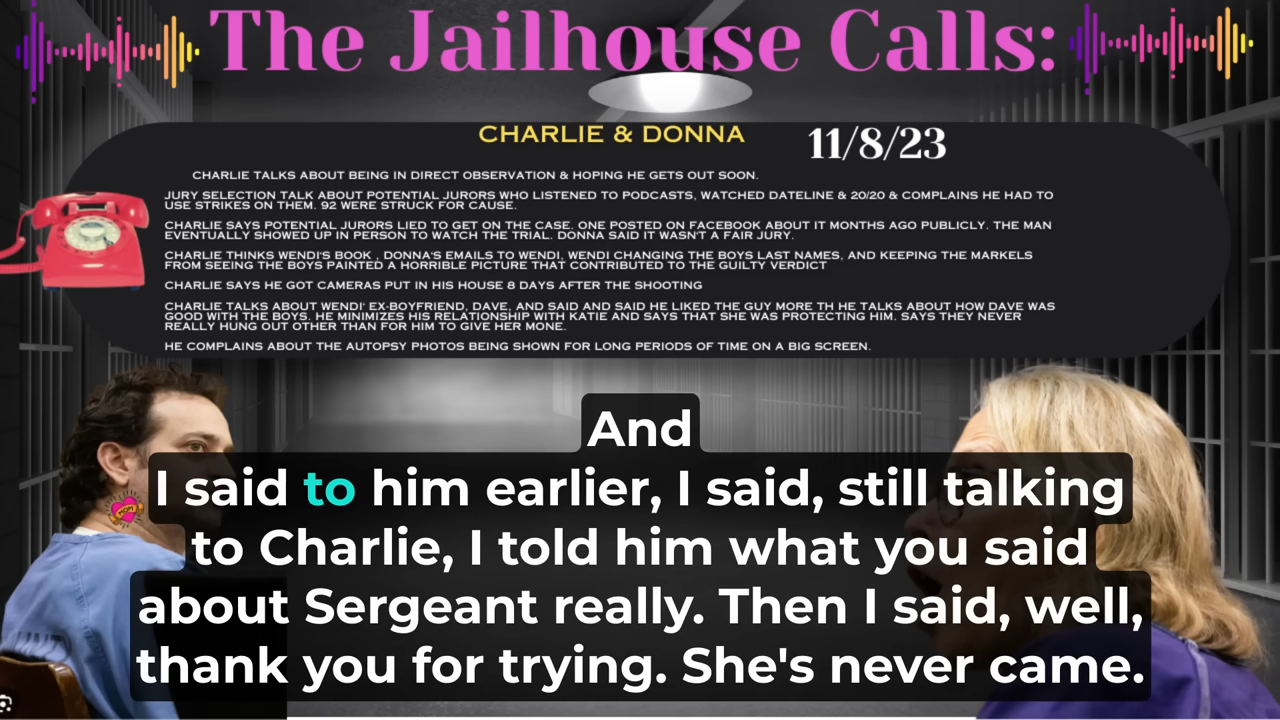 The Jailhouse Calls:
CHARLIE & DONNA 11/8/23
CHARLIE TALKS ABOUT BEING IN DIRECT OBSERVATION & HOPING HE GETS OUT SOON.
JURY SELECTION TALK ABOUT POTENTIAL JURORS WHO LISTENED TO PODCASTS, WATCHED DATELINE & 20/20 & COMPLAINS HE HAD TO
USE STRIKES ON THEM. 92 WERE STRUCK FOR CAUSE.
CHARLIE SAYS POTENTIAL JURORS LIED TO GET ON THE CASE. ONE POSTED ON FACEBOOK ABOUT IT MONTHS AGO PUBLICLY. THE MAN
EVENTUALLY SHOWED UP IN PERSON TO WATCH THE TRIAL. DONNA SAID IT WASN'T A FAIR JURY.
CHARLIE THINKS WENDI'S BOOK , DONNA'S EMAILS TO WENDI, WENDI CHANGING THE BOYS LAST NAMES, AND KEEPING THE MARKELS
FROM SEEING THE BOYS PAINTED A HORRIBLE PICTURE THAT CONTRIBUTED TO THE GUILTY VERDICT
CHARLIE SAYS HE GOT CAMERAS PUT IN HIS HOUSE 8 DAYS AFTER THE SHOOTING
CHARLIE TALKS ABOUT WENDI' EX-BOYFRIEND, DAVE, AND SAID AND SAID HE LIKED THE GUY MORE TH HE TALKS ABOUT HOW DAVE WAS
GOOD WITH THE BOYS. HE MINIMIZES HIS RELATIONSHIP WITH KATIE AND SAYS THAT SHE WAS PROTECTING HIM. SAYS THEY NEVER
REALLY HUNG OUT OTHER THAN FOR HIM TO GIVE HER MONE.
HE COMPLAINS ABOUT THE AUTOPSY PHOTOS BEING SHOWN FOR LONG PERIODS OF TIME ON A BIG SCREEN.
And
I said to him earlier, I said, still talking
to Charlie, I told him what you said
about Sergeant really. Then I said, well,
thank you for trying. She's never came.
MOM